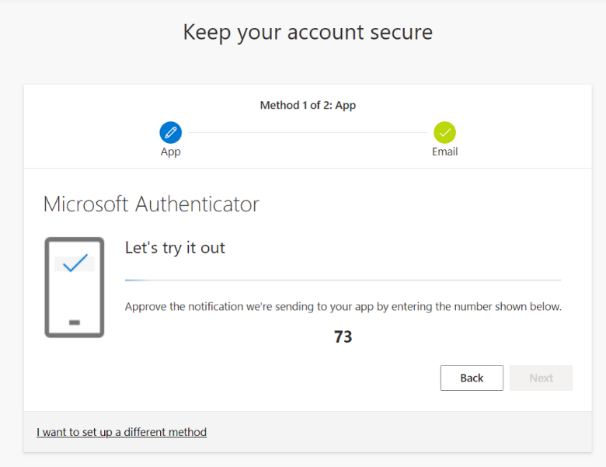 Keep your account secure
Method 1 of 2: App
App
Email
Microsoft Authenticator
Let's try it out
Approve the notification we're sending to your app by entering the number shown below.
73
Back
Next
I want to set up a different method